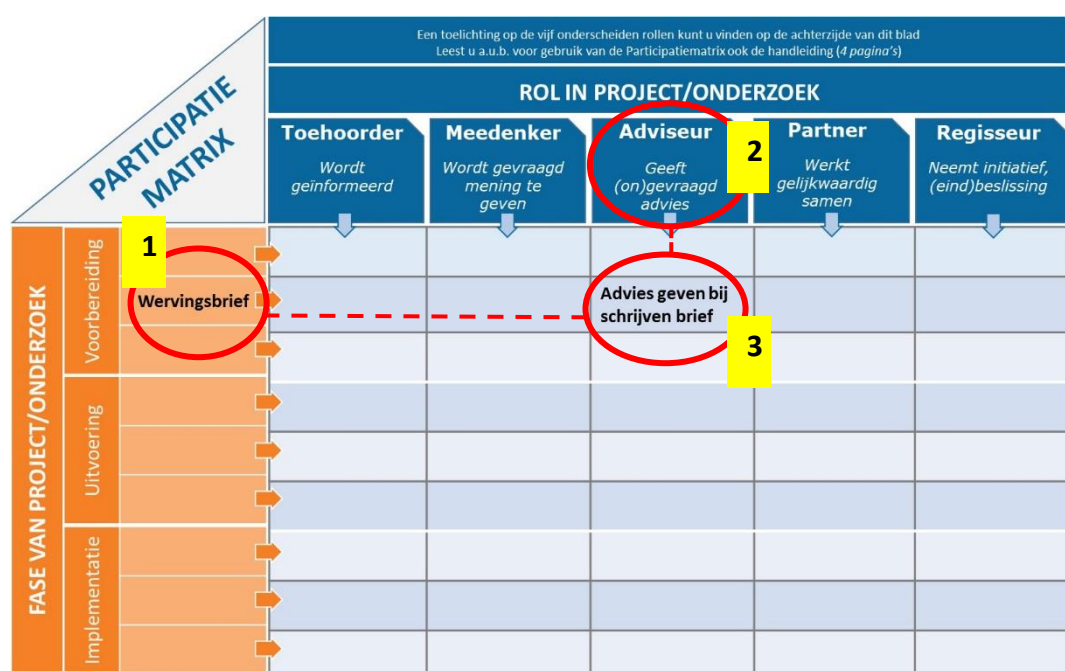 Een toelichting op de vijf onderscheiden rollen kunt u vinden op de achterzijde van dit blad
Leest u a.u.b. voor gebruik van de Participatiematrix ook de handleiding (4 pagina's)
PARTICIPATIE
MATRIX
ROL IN PROJECT/ONDERZOEK
Toehoorder
Wordt
geïnformeerd
Meedenker
Wordt gevraagd
mening te
geven
Adviseur
Geeft
(on)gevraagd
advies
2
Partner
Werkt
gelijkwaardig
samen
Regisseur
Neemt initiatief,
(eind)beslissing
FASE VAN PROJECT/ONDERZOEK
Voorbereiding
1
Wervingsbrief
Advies geven bij
schrijven brief
3
Uitvoering
Implementatie